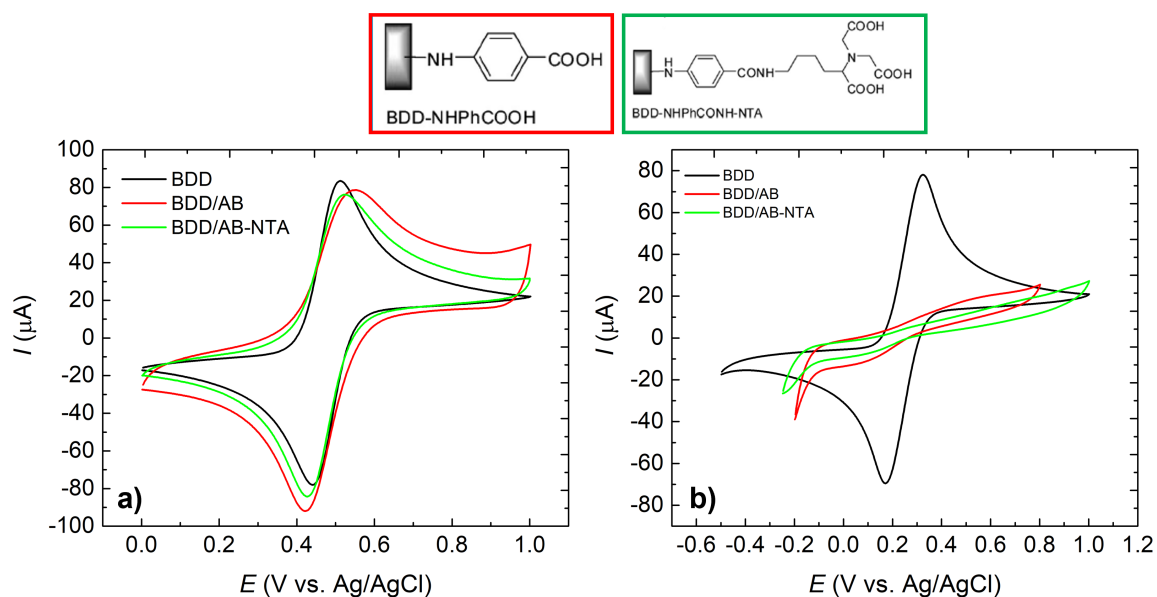 NH
COOH
BDD-NHPhCOOH
H
N
CONH
N
COOH
COOH
COOH
BDD-NHPhCONH-NTA
100
80
60
40
20
0
-20
-40
-60
-80
-100
I (μA)
BDD
BDD/AB
BDD/AB-NTA
a)
0.0 0.2 0.4 0.6 0.8 1.0
E (V vs. Ag/AgCl)
80
60
40
20
0
-20
-40
-60
-80
I (μA)
BDD
BDD/AB
BDD/AB-NTA
b)
-0.6 -0.4 -0.2 0.0 0.2 0.4 0.6 0.8 1.0 1.2
E (V vs. Ag/AgCl)